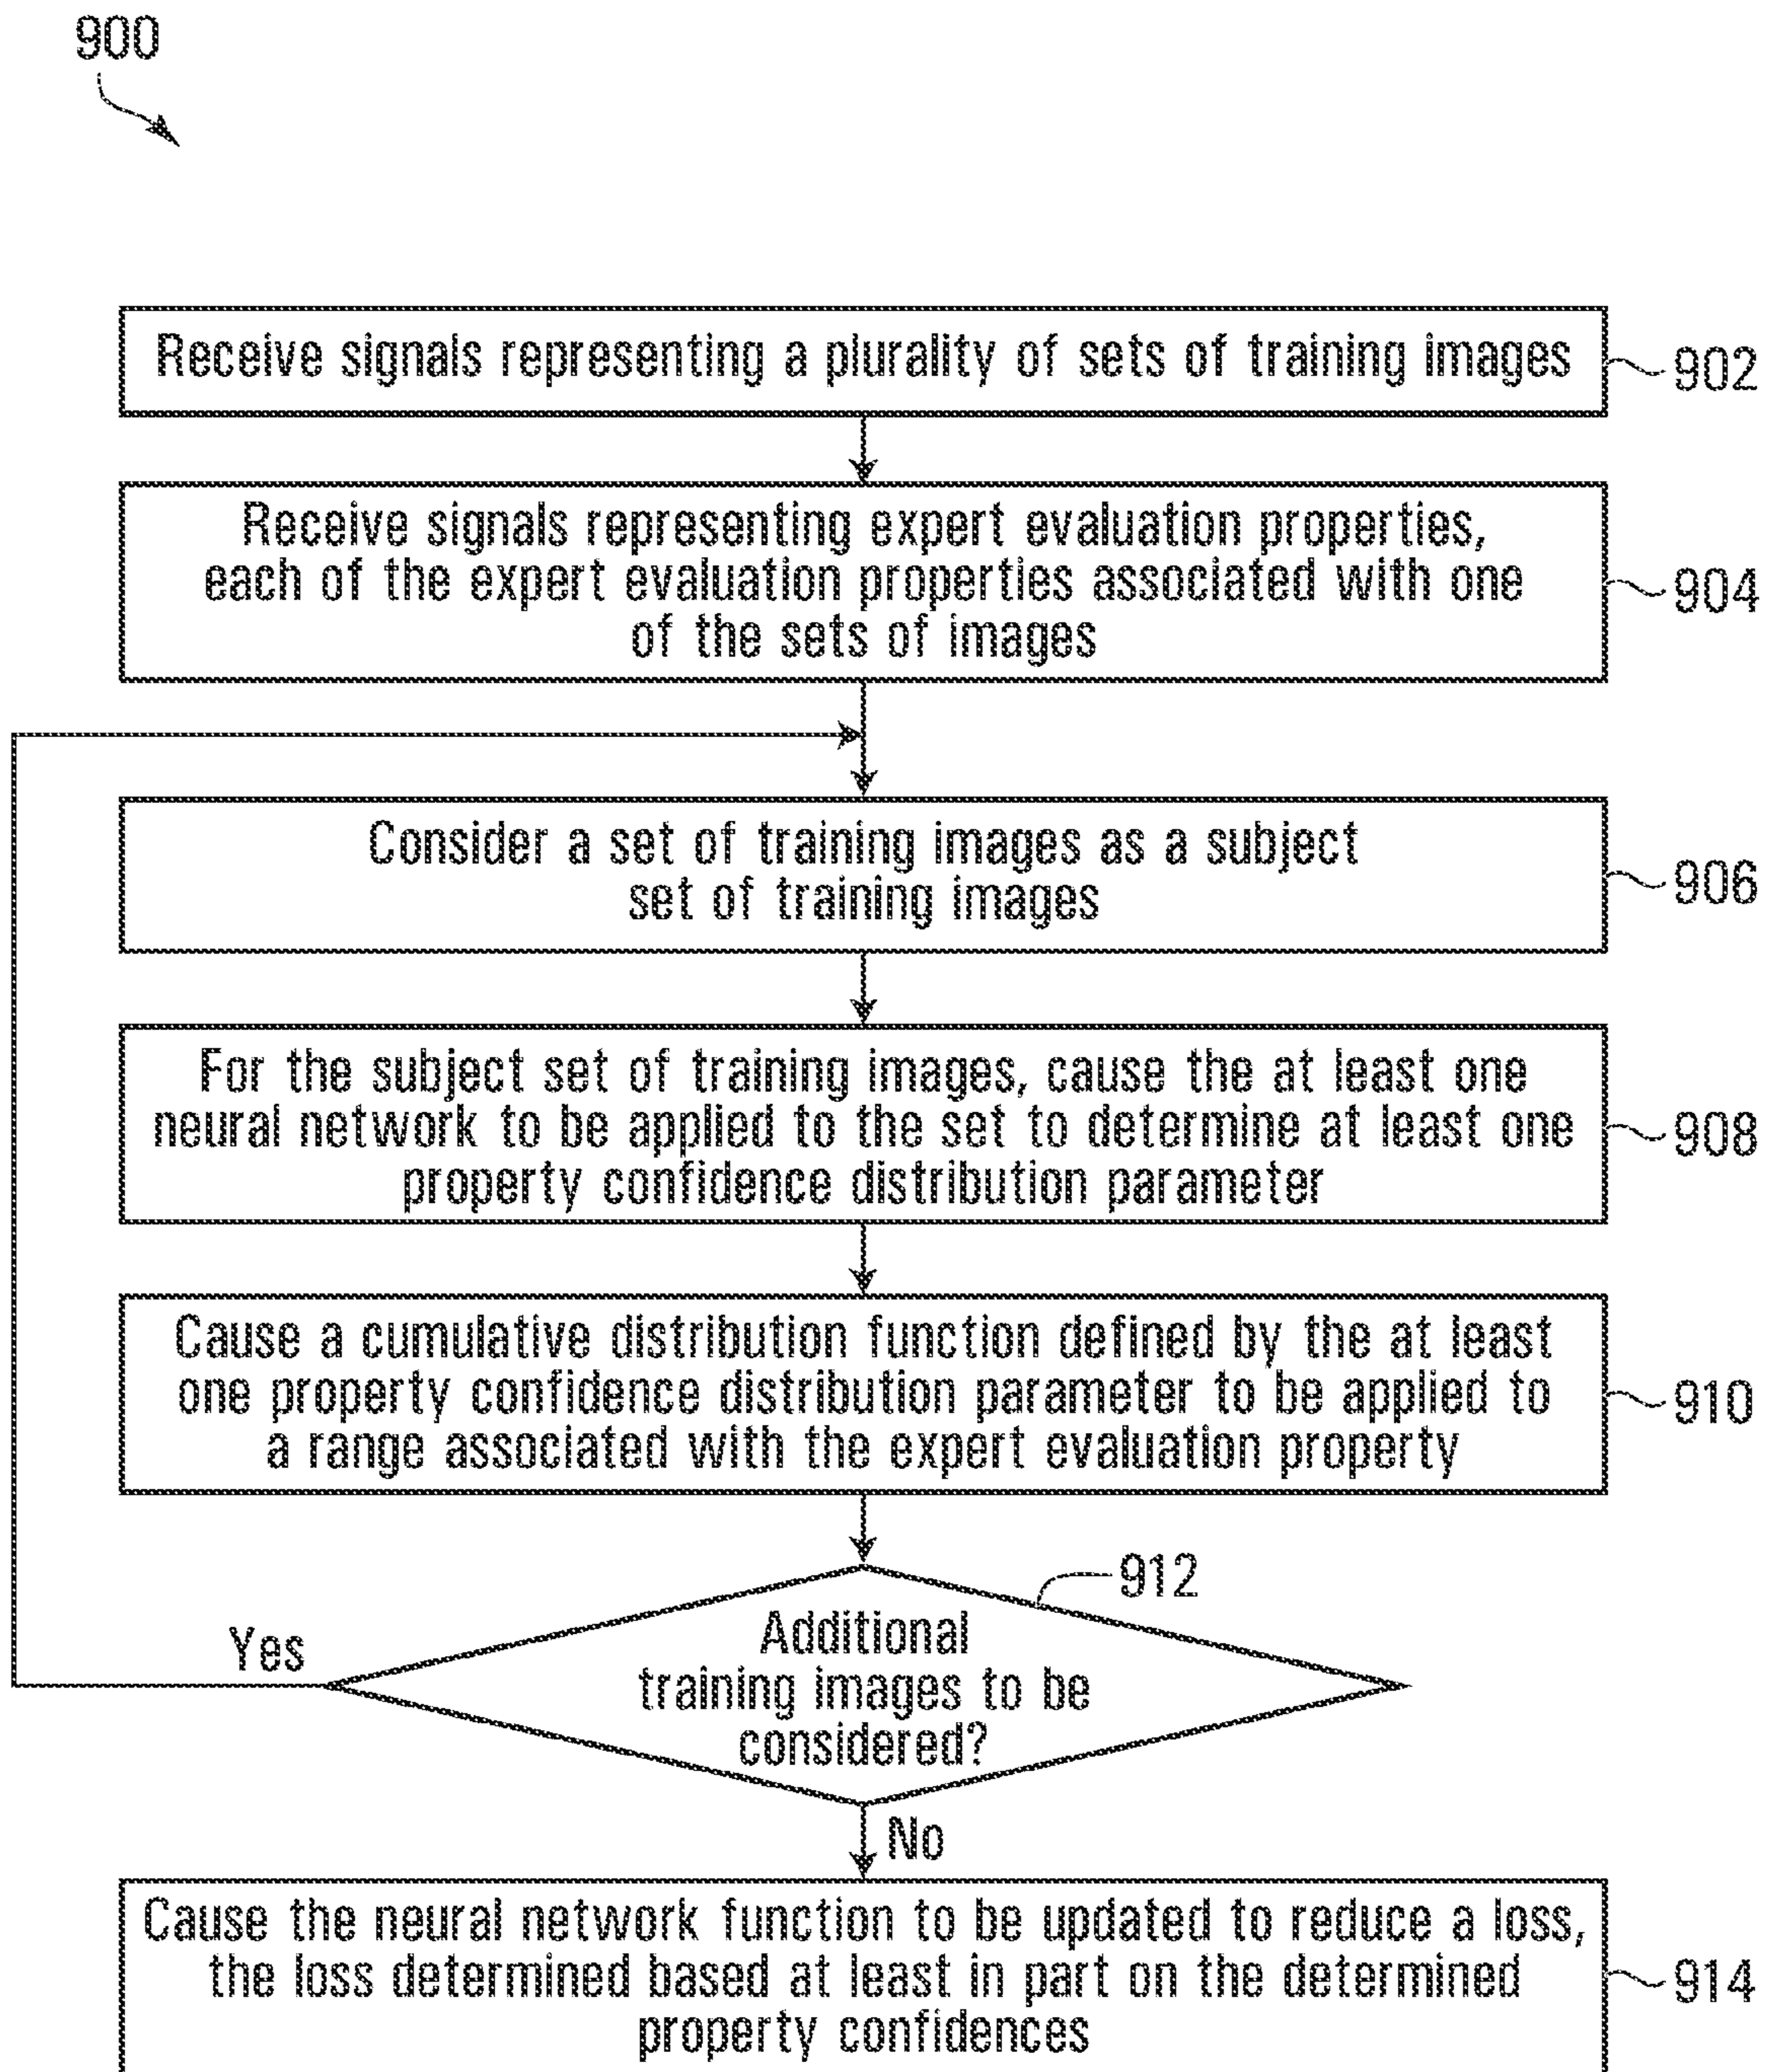 900
Receive signals representing a plurality of sets of training images
902
Receive signals representing expert evaluation properties,
each of the expert evaluation properties associated with one
of the sets of images
904
Consider a set of training images as a subject
set of training images
906
For the subject set of training images, cause the at least one
neural network to be applied to the set to determine at least one
property confidence distribution parameter
908
Cause a cumulative distribution function defined by the at least
one property confidence distribution parameter to be applied to
a range associated with the expert evaluation property
910
912
Additional
training images to be
considered?
Yes
No
Cause the neural network function to be updated to reduce a loss,
the loss determined based at least in part on the determined
property confidences
914